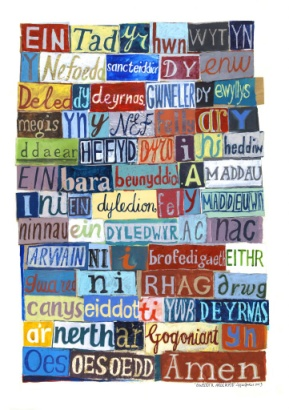 EIN Tad yr hwn WYT YN
Y Nefoedd sancteiddier DY enw
Deled dy deyrnas GWNELER DY ewyllys
megis yn y NEF felly ar Y
ddaear HEFYD DYRO i ni heddiw
EIN bara beunyddiol A MADDAU
I NI EIN dyledion fel Y MADDEUWN
ninnau ein DYLEDWYR AC nac
ARWAIN NI i brofedigaeth EITHR
Gwared ni RHAG drwg
canys eiddot ti YW'R DEYRNAS
a'r nerth a'r Gogoniant yn
Oes OES OEDD Amen